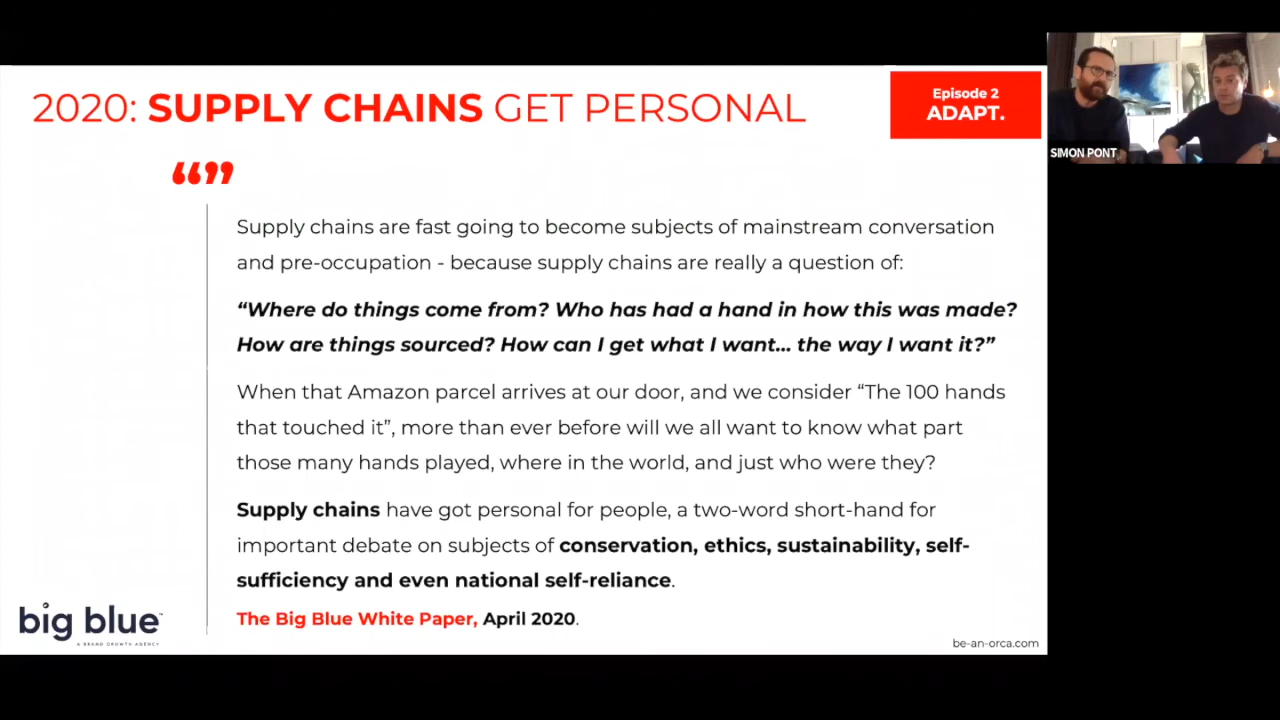 2020: SUPPLY CHAINS GET PERSONAL
Episode 2
ADAPT.
SIMON PONT
“”
Supply chains are fast going to become subjects of mainstream conversation
and pre-occupation - because supply chains are really a question of:
“Where do things come from? Who has had a hand in how this was made?
How are things sourced? How can I get what I want... the way I want it?”
When that Amazon parcel arrives at our door, and we consider “The 100 hands
that touched it”, more than ever before will we all want to know what part
those many hands played, where in the world, and just who were they?
Supply chains have got personal for people, a two-word short-hand for
important debate on subjects of conservation, ethics, sustainability, self-
sufficiency and even national self-reliance.
The Big Blue White Paper, April 2020.
big blue™
A BRAND GROWTH AGENCY
be-an-orca.com